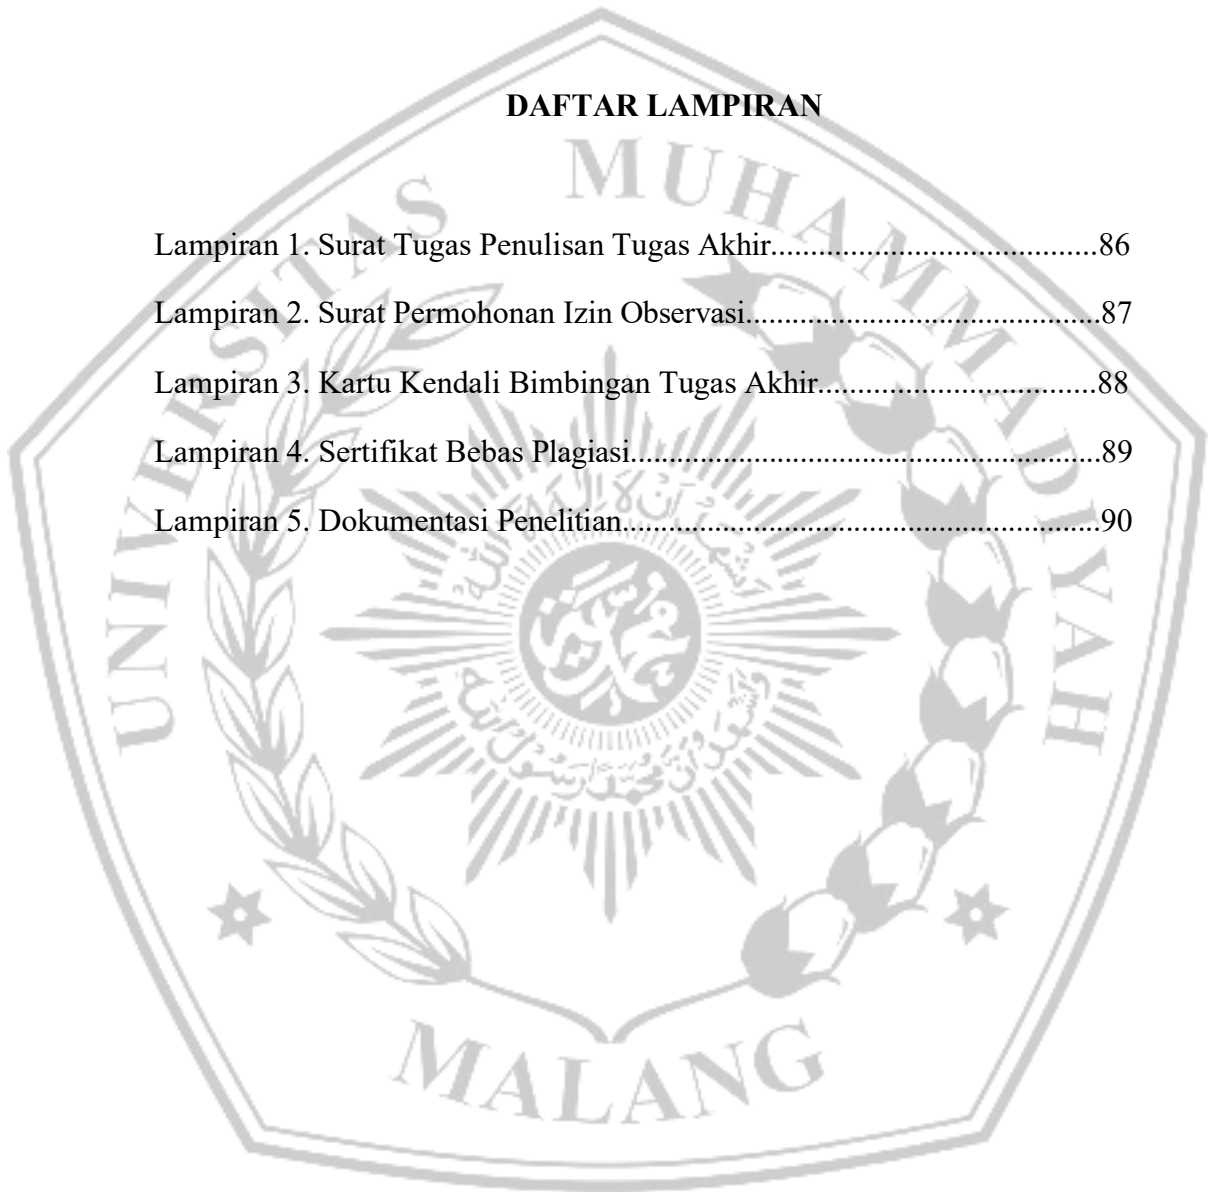 DAFTAR LAMPIRAN
UNIVERSITAS MUHAMMADIYAH
Lampiran 1. Surat Tugas Penulisan Tugas Akhir.........................................86
Lampiran 2. Surat Permohonan Izin Observasi.............................................87
Lampiran 3. Kartu Kendali Bimbingan Tugas Akhir...................................88
Lampiran 4. Sertifikat Bebas Plagiasi...........................................................89
Lampiran 5. Dokumentasi Penelitian............................................................90
MALANG